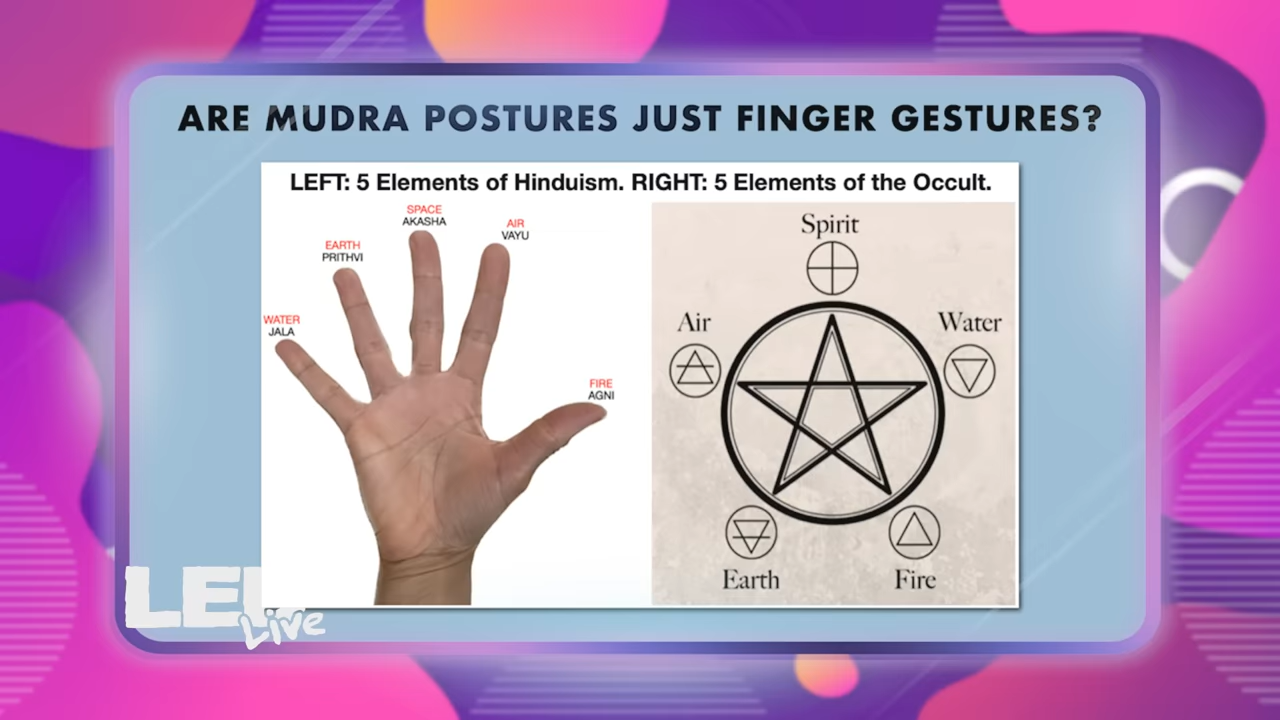 ARE MUDRA POSTURES JUST FINGER GESTURES?
LEFT: 5 Elements of Hinduism. RIGHT: 5 Elements of the Occult.
SPACE
AKASHA
AIR
VAYU
EARTH
PRITHVI
WATER
JALA
FIRE
AGNI
Spirit
Air
Water
Earth
Fire
Live